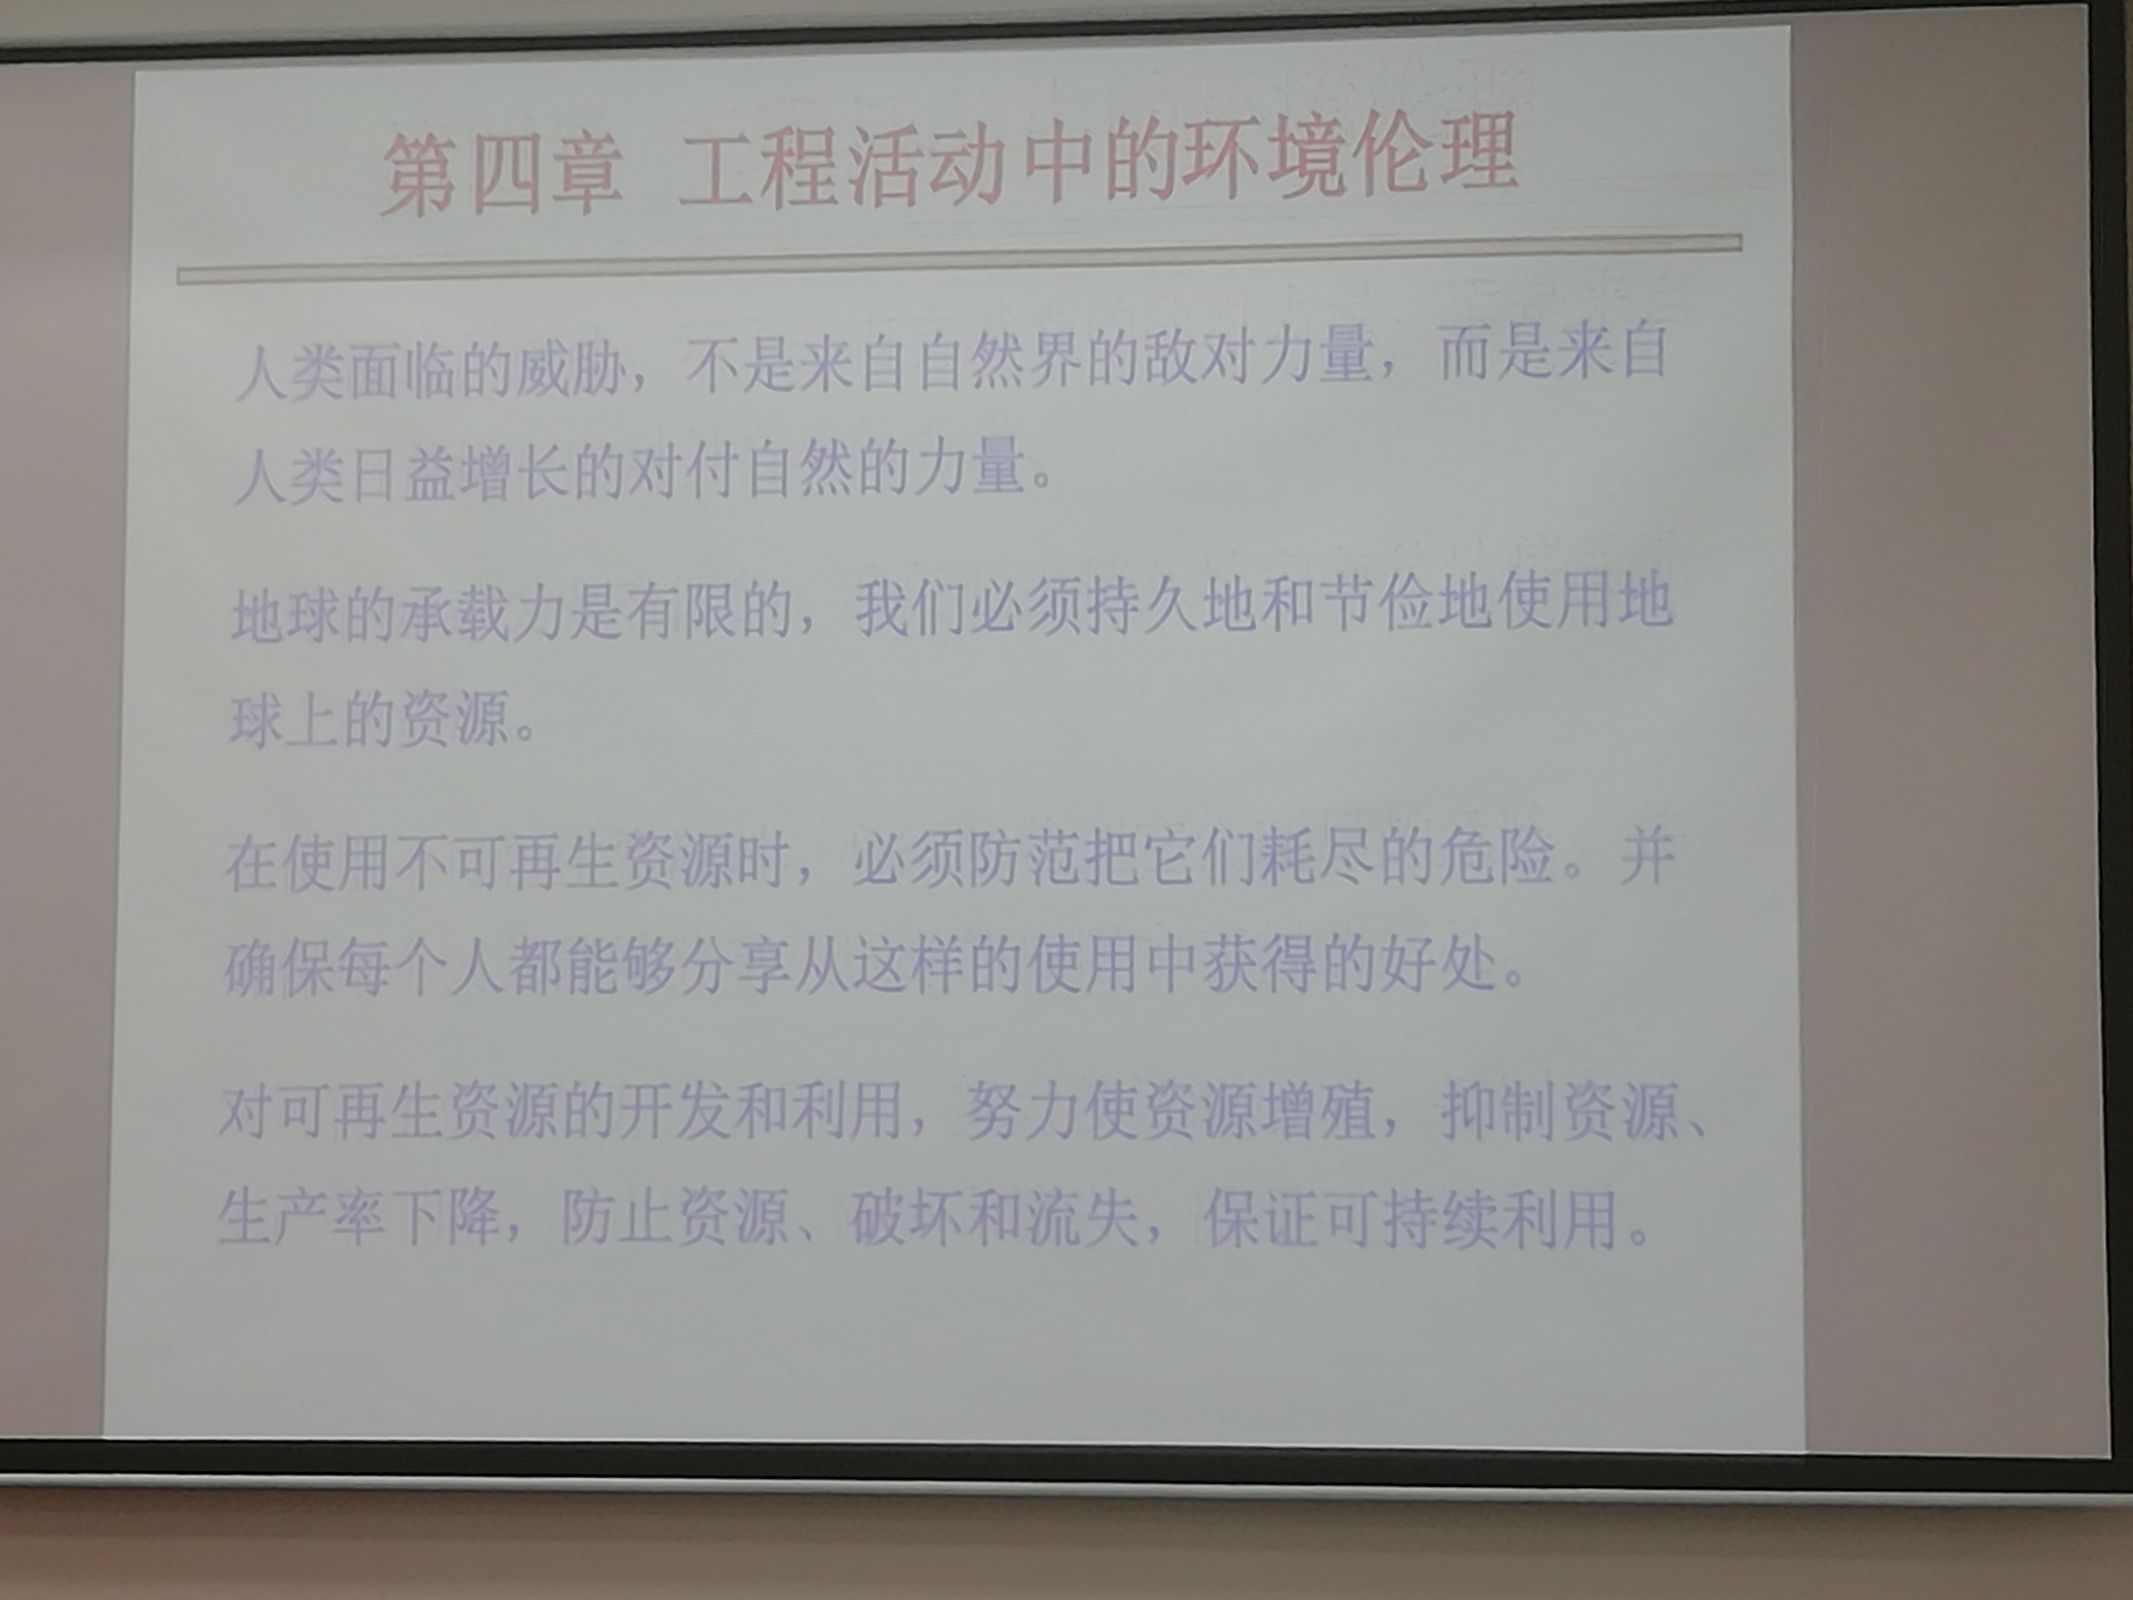 第四章 工程活动中的环境伦理
人类面临的威胁，不是来自自然界的敌对力量，而是来自
人类日益增长的对付自然的力量。
地球的承载力是有限的，我们必须持久地和节俭地使用地
球上的资源。
在使用不可再生资源时，必须防范把它们耗尽的危险。并
确保每个人都能够分享从这样的使用中获得的好处。
对可再生资源的开发和利用，努力使资源增殖，抑制资源、
生产率下降，防止资源、破坏和流失，保证可持续利用。